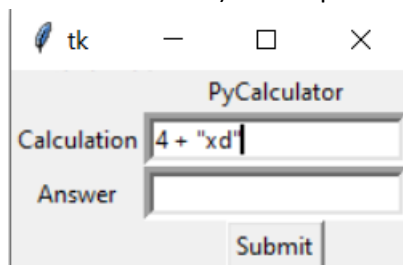 tk
PyCalculator
Calculation 4 + "xd"
Answer
Submit